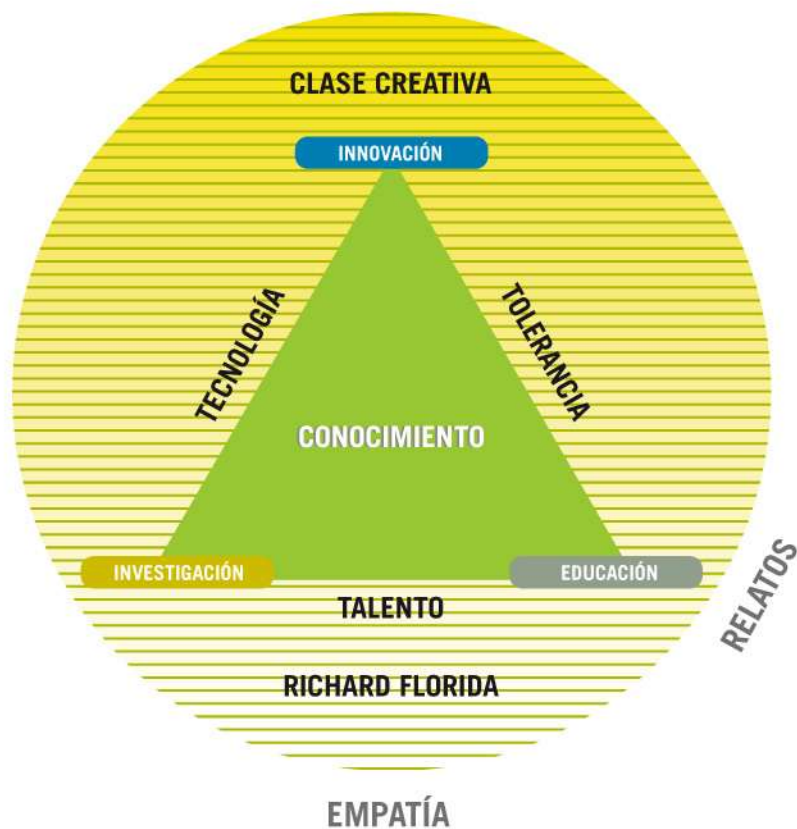 CLASE CREATIVA
INNOVACIÓN
TECNOLOGÍA
TOLERANCIA
CONOCIMIENTO
INVESTIGACIÓN
EDUCACIÓN
TALENTO
RELATOS
RICHARD FLORIDA
EMPATÍA